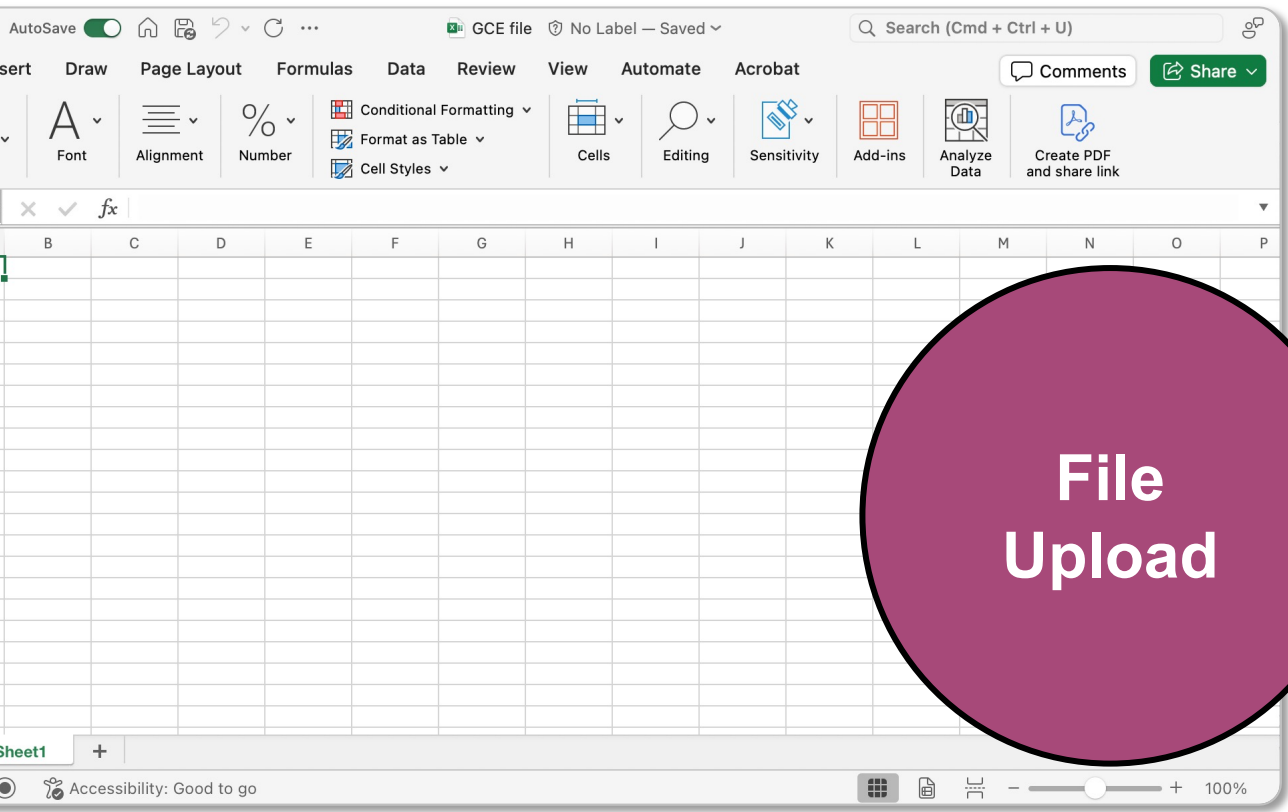 AutoSave GCE file No Label — Saved Search (Cmd + Ctrl + U)
sert Draw Page Layout Formulas Data Review View Automate Acrobat Comments Share
Font Alignment Number Conditional Formatting Cells Editing Sensitivity Add-ins Analyze Data Create PDF and share link
Format as Table
Cell Styles
fx
B C D E F G H I J K L M N O P
File
Upload
Sheet1 +
Accessibility: Good to go − + 100%